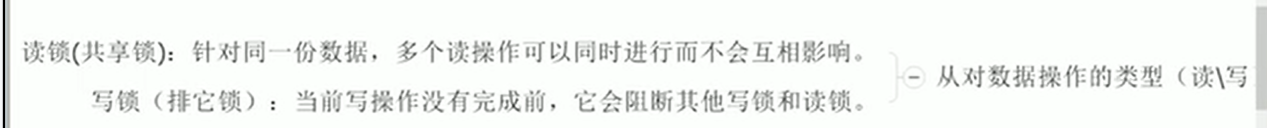 读锁(共享锁)：针对同一份数据，多个读操作可以同时进行而不会互相影响。
从对数据操作的类型（读\写
写锁（排它锁）：当前写操作没有完成前，它会阻断其他写锁和读锁。